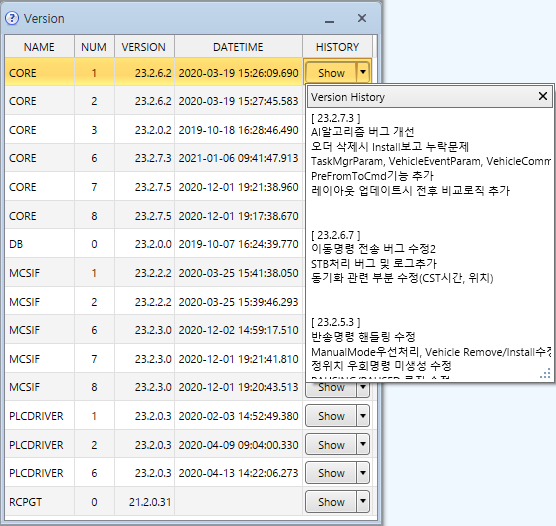 Version
NAME NUM VERSION DATETIME HISTORY
CORE 1 23.2.6.2 2020-03-19 15:26:09.690 Show
CORE 2 23.2.6.2 2020-03-19 15:27:45.583
CORE 3 23.2.0.2 2019-10-18 16:28:46.490
CORE 6 23.2.7.3 2021-01-06 09:41:47.913
CORE 7 23.2.7.5 2020-12-01 19:21:38.960
CORE 8 23.2.7.5 2020-12-01 19:17:38.670
DB 0 23.2.0.0 2019-10-07 16:24:39.770
MCSIF 1 23.2.2.2 2020-03-25 15:41:38.050
MCSIF 2 23.2.2.2 2020-03-25 15:39:46.293
MCSIF 6 23.2.3.0 2020-12-02 14:59:17.510
MCSIF 7 23.2.3.0 2020-12-01 19:21:41.810
MCSIF 8 23.2.3.0 2020-12-01 19:20:43.513 Show
PLCDRIVER 1 23.2.0.3 2020-02-03 14:52:49.380 Show
PLCDRIVER 2 23.2.0.3 2020-04-09 09:04:00.330 Show
PLCDRIVER 6 23.2.0.3 2020-04-13 14:22:06.273 Show
RCPGT 0 21.2.0.31 Show
Version History
[ 23.2.7.3 ]
AI알고리즘 버그 개선
오더 삭제시 Install보고 누락문제
TaskMgrParam, VehicleEventParam, VehicleComm
PreFromToCmd기능 추가
레이아웃 업데이트시 전후 비교로직 추가
[ 23.2.6.7 ]
이동명령 전송 버그 수정2
STB처리 버그 및 로그추가
동기화 관련 부분 수정(CST시간, 위치)
[ 23.2.5.3 ]
반송명령 핸들링 수정
ManualMode우선처리, Vehicle Remove/Install수정
정위치 우회명령 미생성 수정